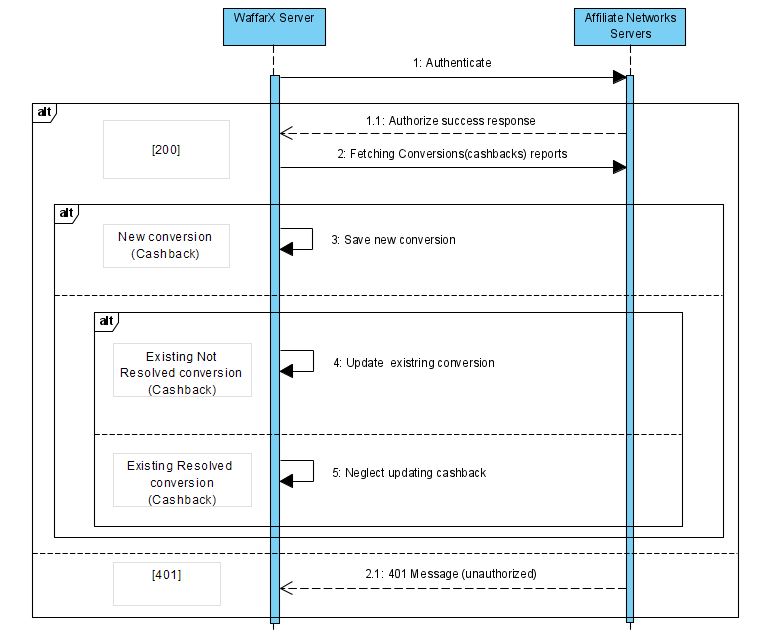 WaffarX Server
Affiliate Networks
Servers
1: Authenticate
alt
1.1: Authorize success response
[200]
2: Fetching Conversions(cashbacks) reports
alt
New conversion
(Cashback)
3: Save new conversion
alt
Existing Not
Resolved conversion
(Cashback)
4: Update existring conversion
Existing Resolved
conversion
(Cashback)
5: Neglect updating cashback
[401]
2.1: 401 Message (unauthorized)